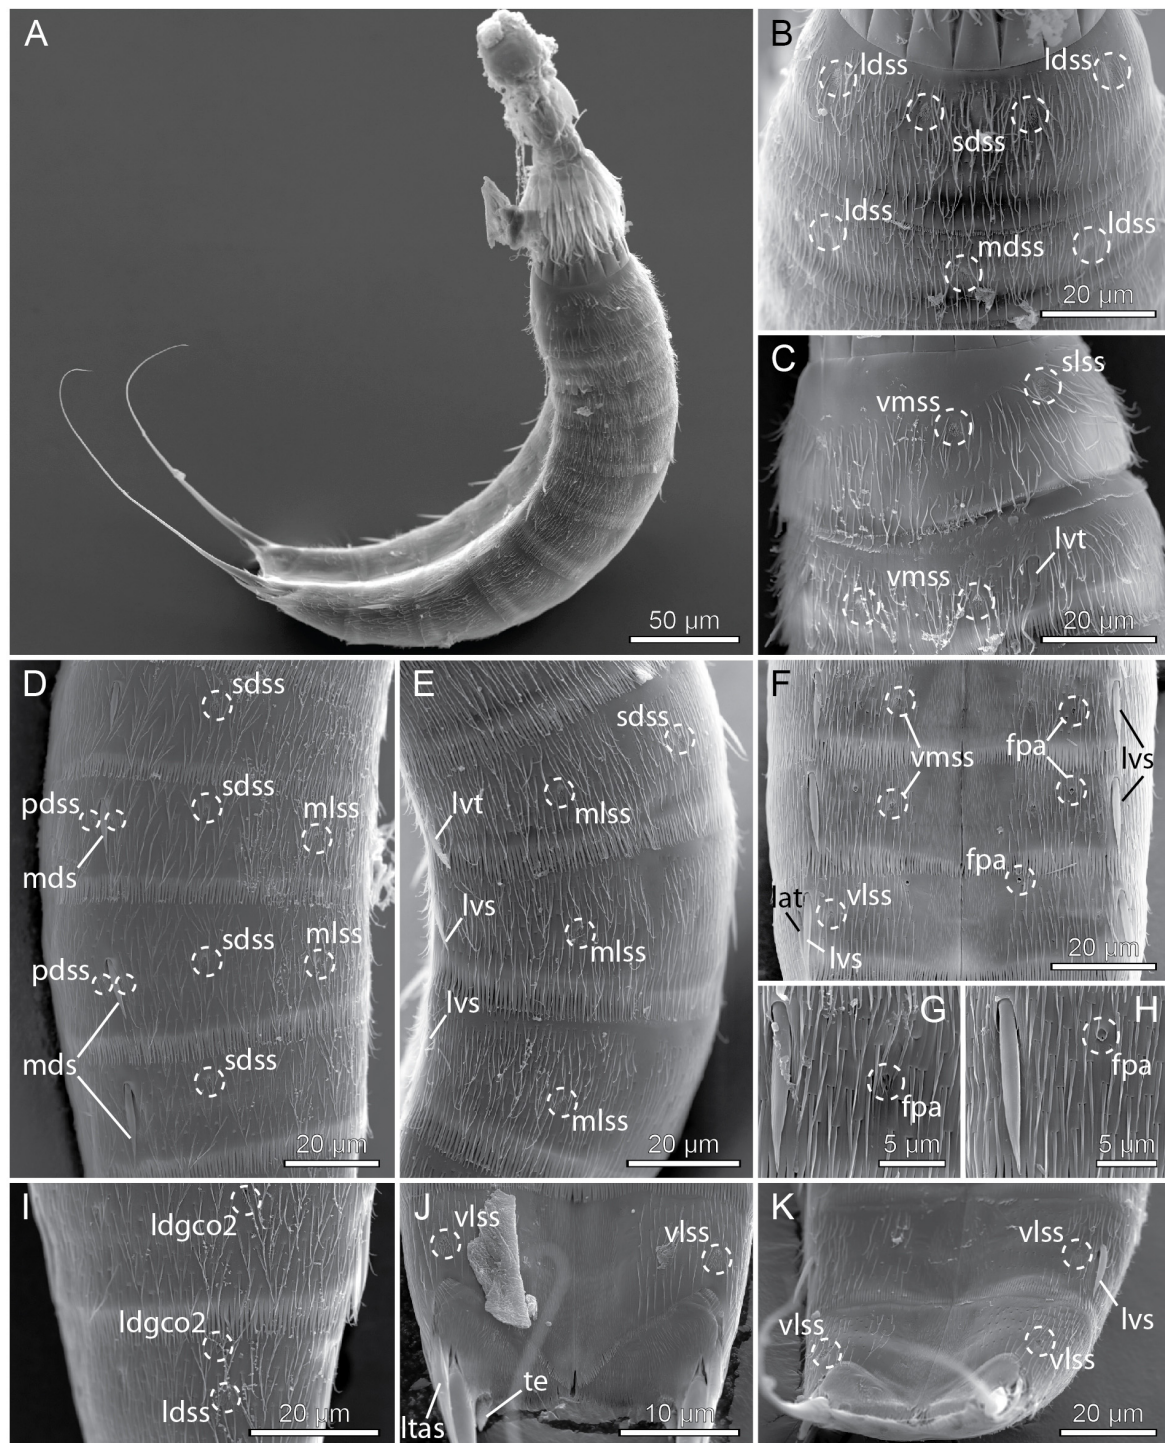 A
50 µm
B
ldss
ldss
sdss
ldss
ldss
mdss
20 µm
C
slss
vmss
lvt
vmss
20 µm
D
sdss
sdss
pdss
mlss
mds
sdss
mlss
pdss
mds
sdss
20 µm
E
sdss
mlss
lvt
lvs
mlss
lvs
mlss
20 µm
F
fpa
vmss
lvs
fpa
vlss
lat
lvs
20 µm
G
fpa
5 µm
H
fpa
5 µm
I
ldgco2
ldgco2
ldss
20 µm
J
vlss
vlss
te
ltas
10 µm
K
vlss
lvs
vlss
vlss
20 µm